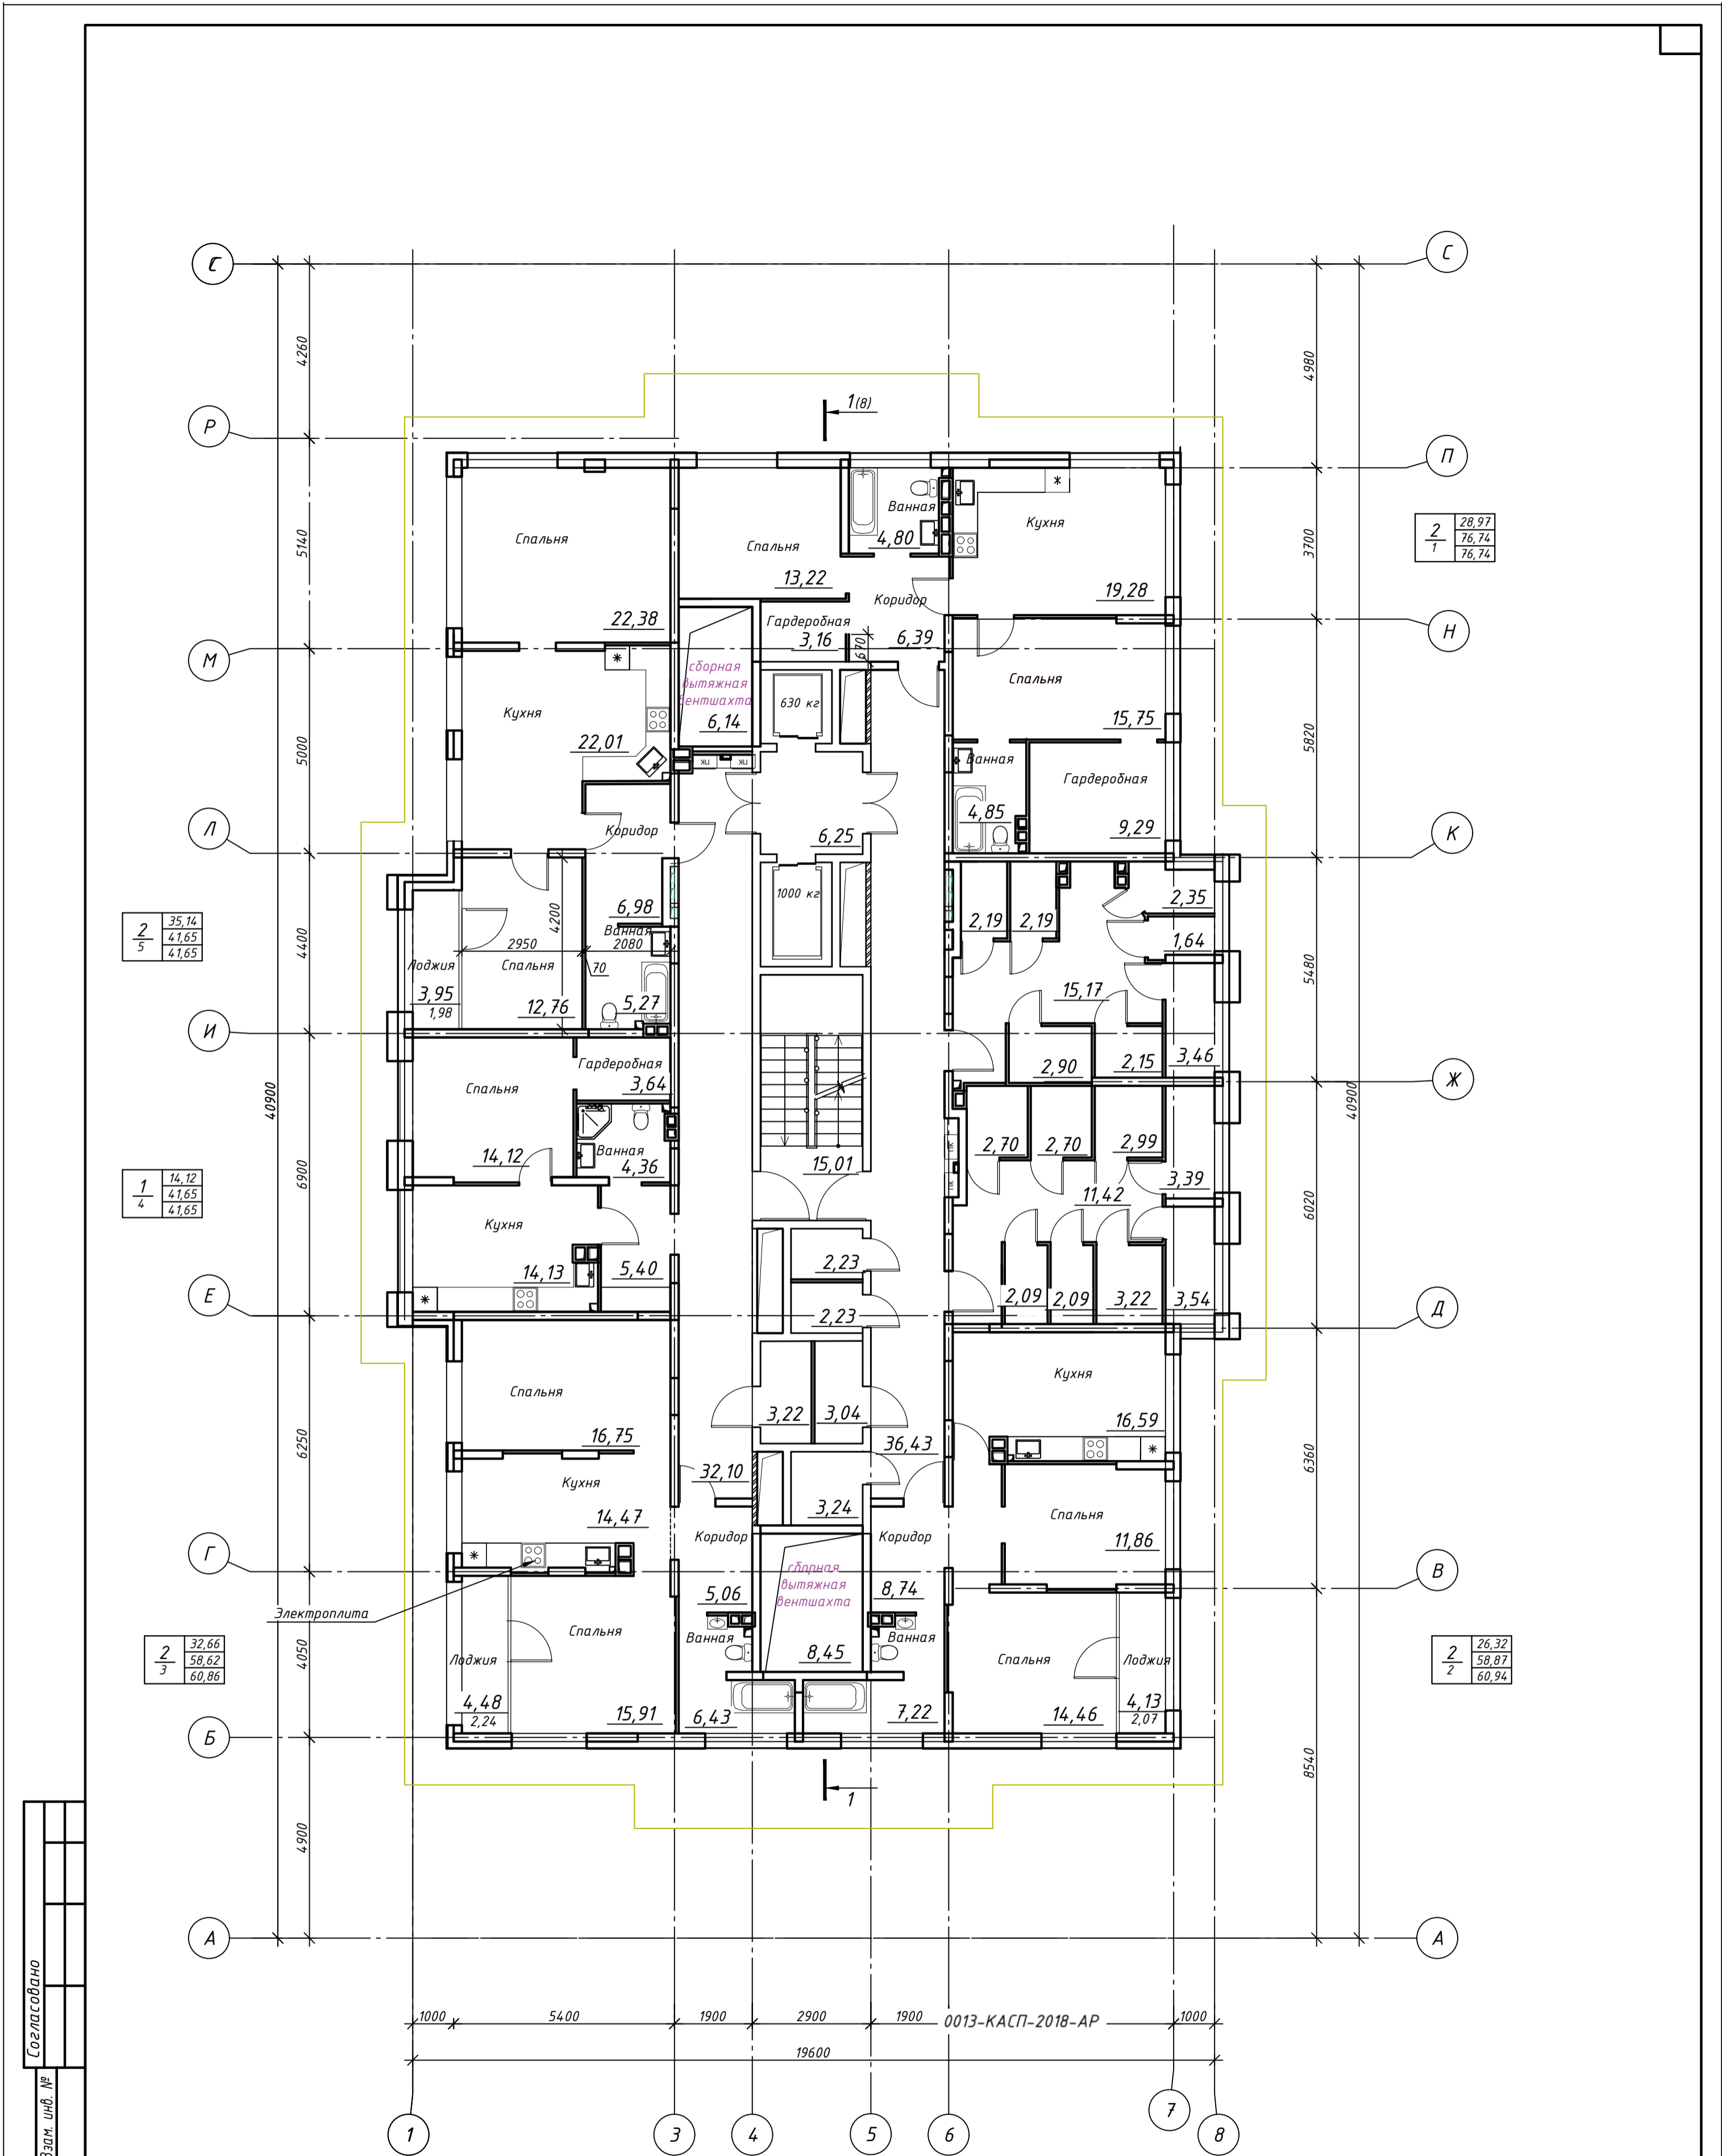 С
С
4260
4980
Р
1(8)
П
2
1
28,97
76,74
76,74
5140
3700
Спальня
22,38
Спальня
13,22
Ванная
4,80
Кухня
19,28
Коридор
6,39
Гардеробная
3,16
670
М
Н
сборная
вытяжная
вентшахта
6,14
630 кг
Спальня
15,75
Кухня
22,01
5000
5820
ПК
ПК
Ванная
4,85
Гардеробная
9,29
Л
К
Коридор
6,98
6,25
1000 кг
2
5
35,14
41,65
41,65
4400
5480
4200
2950
2080
70
Лоджия
3,95
1,98
Спальня
12,76
Ванная
5,27
2,19
2,19
2,35
1,64
15,17
И
2,90
2,15
3,46
Ж
40900
40900
Спальня
14,12
Гардеробная
3,64
Ванная
4,36
15,01
2,70
2,70
2,99
3,39
11,42
ПК
ПК
1
4
14,12
41,65
41,65
6900
6020
Кухня
14,13
5,40
2,23
2,23
2,09
2,09
3,22
3,54
Е
Д
Спальня
16,75
3,22
3,04
Кухня
16,59
6250
6360
36,43
32,10
Кухня
14,47
3,24
Спальня
11,86
Коридор
5,06
Коридор
8,74
Г
В
сборная
вытяжная
вентшахта
8,45
Электроплита
2
3
32,66
58,62
60,86
4050
Лоджия
4,48
2,24
Спальня
15,91
Ванная
6,43
Ванная
7,22
Спальня
14,46
Лоджия
4,13
2,07
2
2
26,32
58,87
60,94
Б
8540
1
4900
А
А
Согласовано
Взам. инв. №
1000
5400
1900
2900
1900
0013-КАСП-2018-АР
1000
19600
1
3
4
5
6
7
8